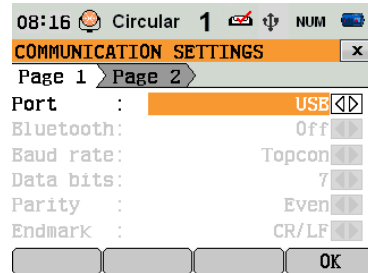 08:16 Circular 1 NUM
COMMUNICATION SETTINGS x
Page 1 Page 2
Port : USB
Bluetooth: Off
Baud rate: Topcon
Data bits: 7
Parity : Even
Endmark : CR/LF
OK